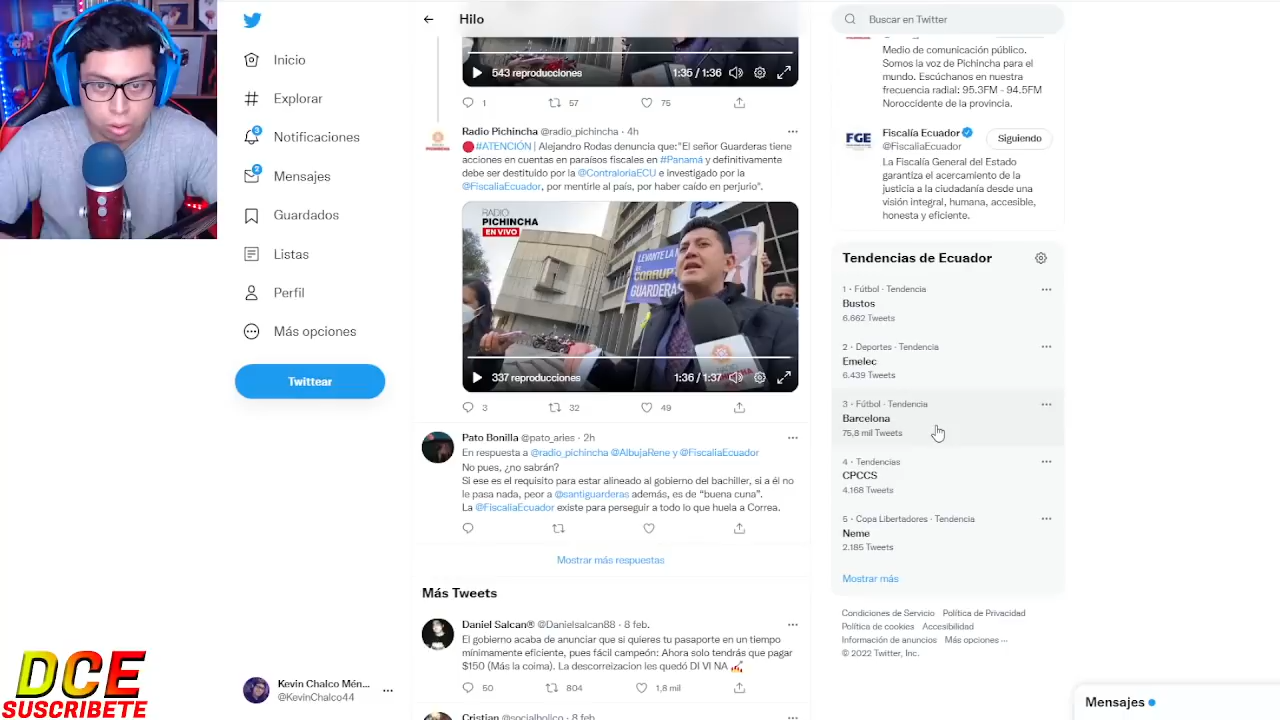 Inicio
Explorar
3
Notificaciones
2
Mensajes
Guardados
Listas
Perfil
Más opciones
Twittear
Kevin Chalco Mén...
@KevinChalco44
DCE
SUSCRIBETE
Hilo
543 reproducciones
1:35 / 1:36
1
57
75
Radio Pichincha @radio_pichincha · 4h
#ATENCIÓN | Alejandro Rodas denuncia que:"El señor Guarderas tiene
acciones en cuentas en paraísos fiscales en #Panamá y definitivamente
debe ser destituido por la @ContraloriaECU e investigado por la
@FiscaliaEcuador, por mentirle al país, por haber caído en perjurio".
RADIO
PICHINCHA
EN VIVO
LEVANTE LA
CORRUP
GUARDERAS
337 reproducciones
1:36 / 1:37
3
32
49
Pato Bonilla @pato_aries · 2h
En respuesta a @radio_pichincha @AlbujaRene y @FiscaliaEcuador
No pues, ¿no sabrán?
Si ese es el requisito para estar alineado al gobierno del bachiller, si a él no
le pasa nada, peor a @santiguarderas además, es de “buena cuna”.
La @FiscaliaEcuador existe para perseguir a todo lo que huela a Correa.
Mostrar más respuestas
Más Tweets
Daniel Salcan® @Danielsalcan88 · 8 feb.
El gobierno acaba de anunciar que si quieres tu pasaporte en un tiempo
mínimamente eficiente, pues fácil campeón: Ahora solo tendrás que pagar
$150 (Más la coima). La descorreizacion les quedó DI VI NA
50
804
1,8 mil
Cristian @socialholico · 8 feb.
Buscar en Twitter
Medio de comunicación público.
Somos la voz de Pichincha para el
mundo. Escúchanos en nuestra
frecuencia radial: 95.3FM - 94.5FM
Noroccidente de la provincia.
FGE
Fiscalía Ecuador
@FiscaliaEcuador
Siguiendo
La Fiscalía General del Estado
garantiza el acercamiento de la
justicia a la ciudadanía desde una
visión integral, humana, accesible,
honesta y eficiente.
Tendencias de Ecuador
1 · Fútbol · Tendencia
Bustos
6.662 Tweets
2 · Deportes · Tendencia
Emelec
6.439 Tweets
3 · Fútbol · Tendencia
Barcelona
75,8 mil Tweets
4 · Tendencias
CPCCS
4.168 Tweets
5 · Copa Libertadores · Tendencia
Neme
2.185 Tweets
Mostrar más
Condiciones de Servicio Política de Privacidad
Política de cookies Accesibilidad
Información de anuncios Más opciones ···
© 2022 Twitter, Inc.
Mensajes